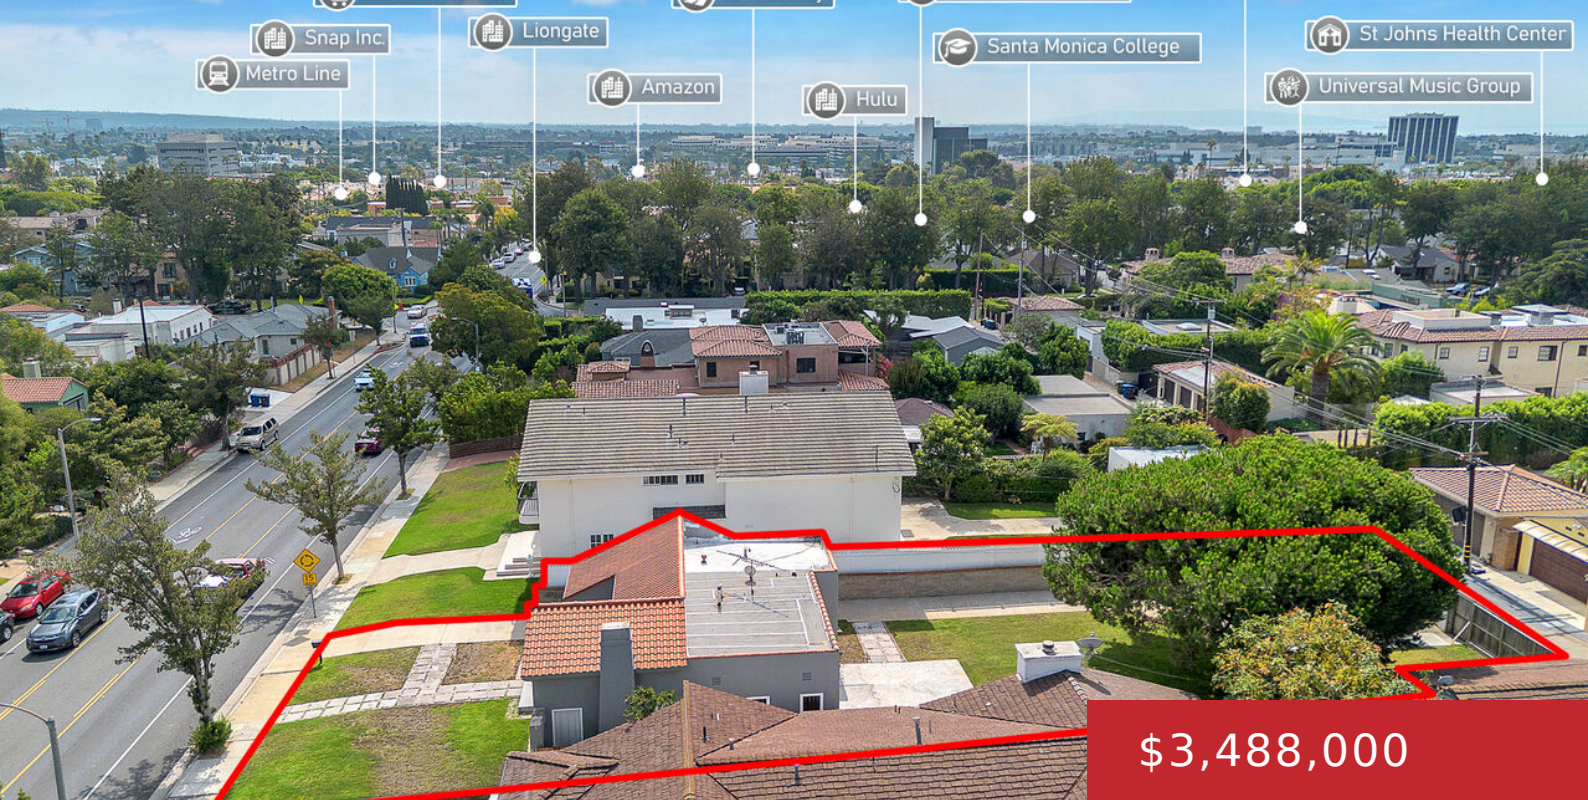 Snap Inc.
Liongate
St Johns Health Center
Santa Monica College
Metro Line
Amazon
Universal Music Group
Hulu
$3,488,000